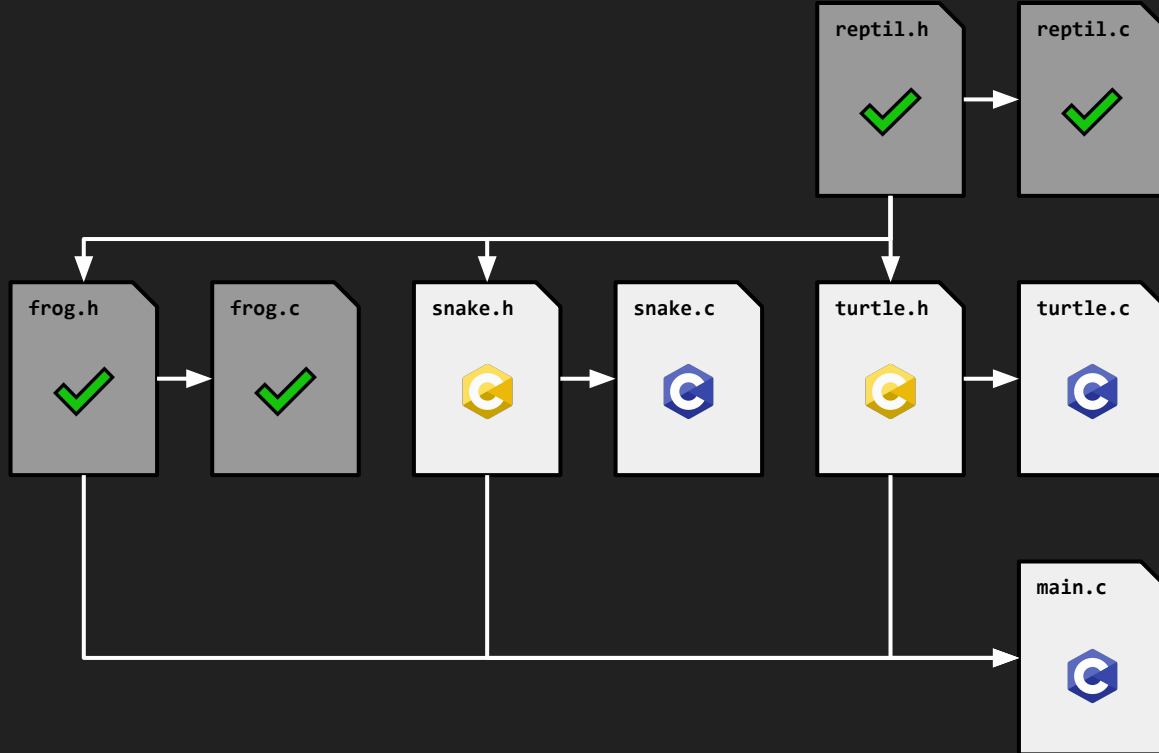 reptil.h
reptil.c
frog.h
frog.c
snake.h
snake.c
turtle.h
turtle.c
main.c